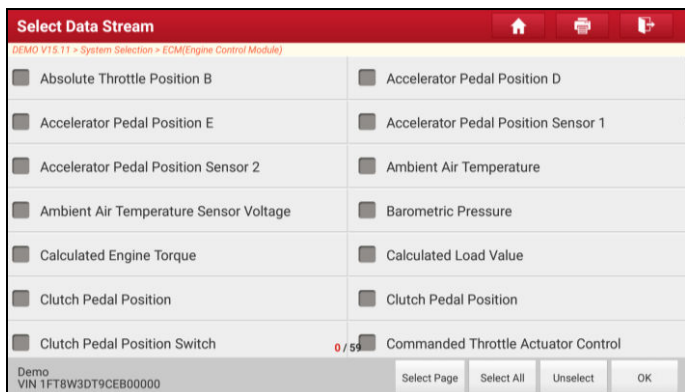 Select Data Stream
DEMO V15.11 > System Selection > ECM(Engine Control Module)
Absolute Throttle Position B
Accelerator Pedal Position D
Accelerator Pedal Position E
Accelerator Pedal Position Sensor 1
Accelerator Pedal Position Sensor 2
Ambient Air Temperature
Ambient Air Temperature Sensor Voltage
Barometric Pressure
Calculated Engine Torque
Calculated Load Value
Clutch Pedal Position
Clutch Pedal Position
Clutch Pedal Position Switch
0 / 59
Commanded Throttle Actuator Control
Demo
VIN 1FT8W3DT9CEB00000
Select Page
Select All
Unselect
OK